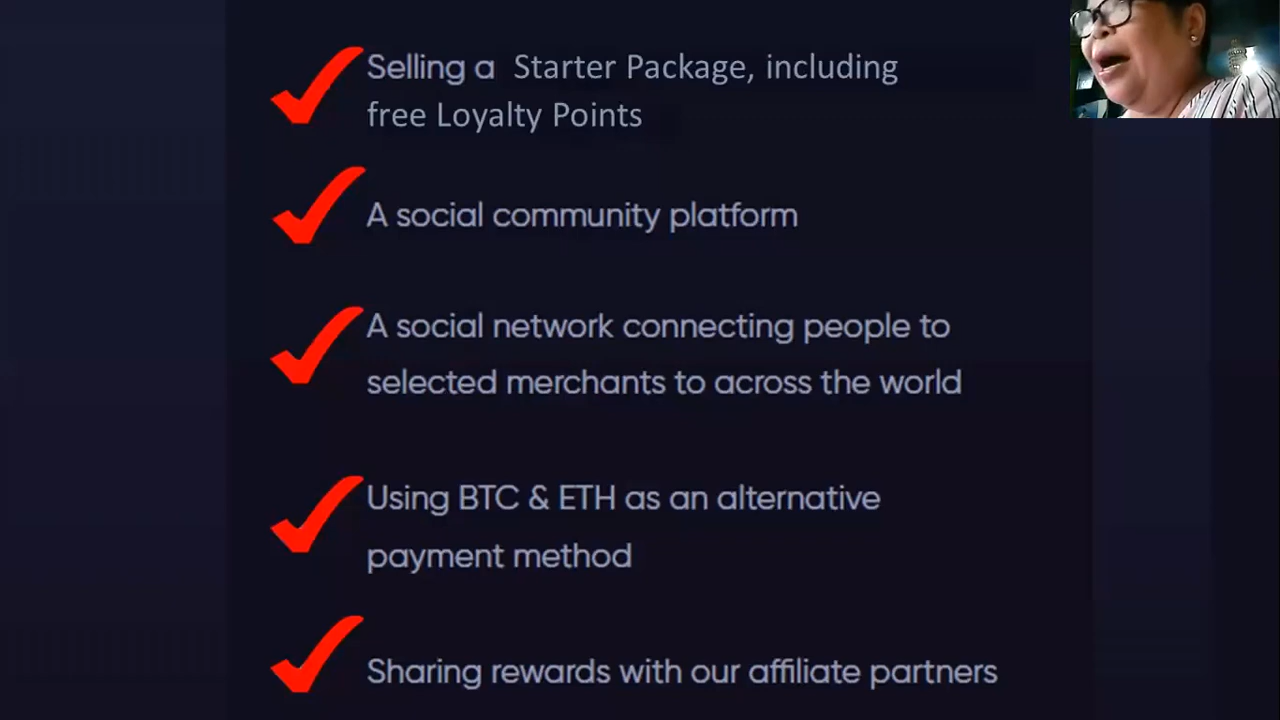 Selling a Starter Package, including
free Loyalty Points
A social community platform
A social network connecting people to
selected merchants to across the world
Using BTC & ETH as an alternative
payment method
Sharing rewards with our affiliate partners